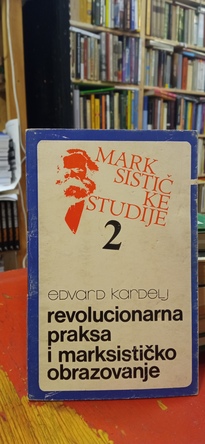 MARK
SISTIČ
KE
STUDIJE
2
EDVARD KARDELJ
revolucionarna
praksa
i marksističko
obrazovanje